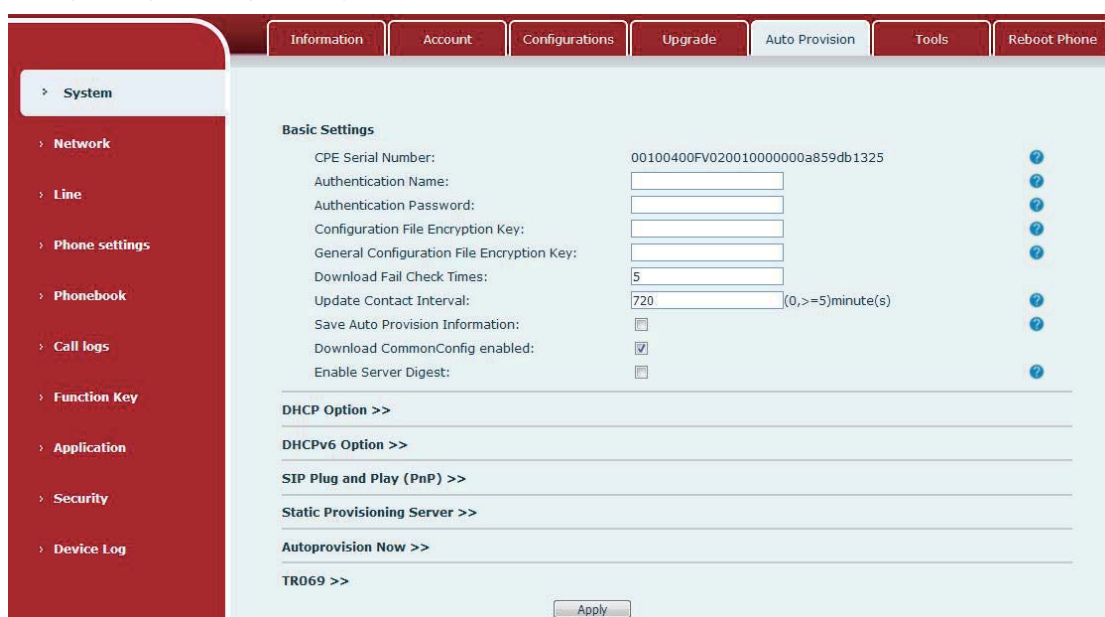 Information Account Configurations Upgrade Auto Provision Tools Reboot Phone
› System
› Network
› Line
› Phone settings
› Phonebook
› Call logs
› Function Key
› Application
› Security
› Device Log
Basic Settings
CPE Serial Number: 00100400FV020010000000a859db1325
Authentication Name:
Authentication Password:
Configuration File Encryption Key:
General Configuration File Encryption Key:
Download Fail Check Times: 5
Update Contact Interval: 720 (0,>=5)minute(s)
Save Auto Provision Information:
Download CommonConfig enabled:
Enable Server Digest:
DHCP Option >>
DHCPv6 Option >>
SIP Plug and Play (PnP) >>
Static Provisioning Server >>
Autoprovision Now >>
TR069 >>
Apply